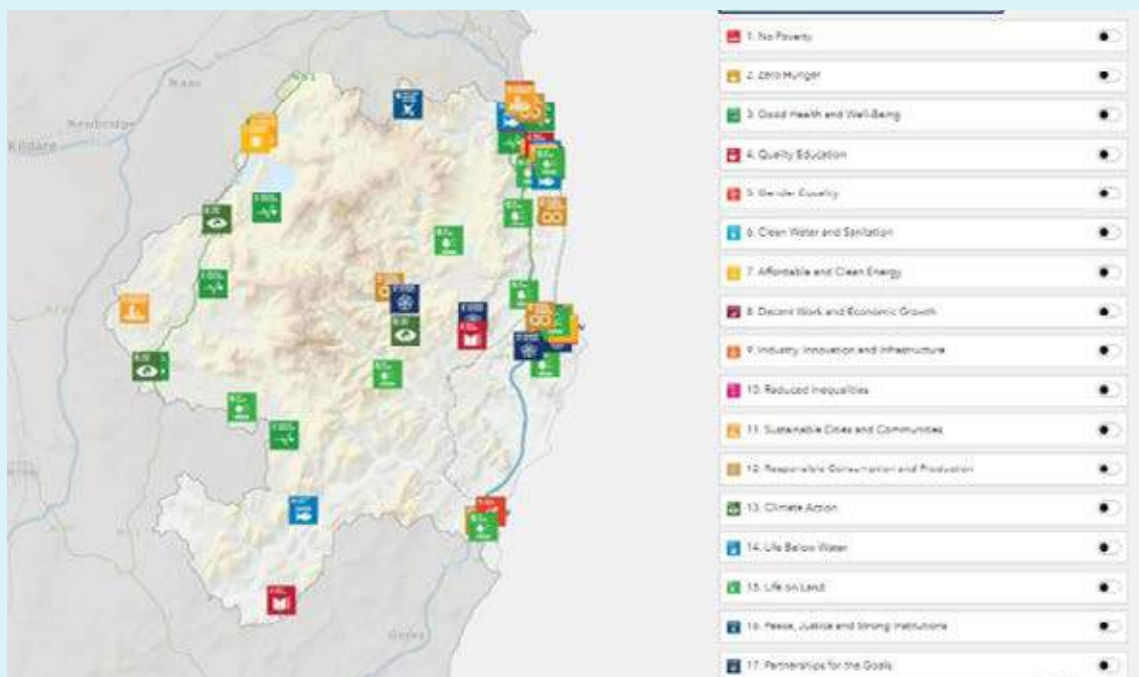 Naas
N81
Newbridge
Kildare
Gorey
1. No Poverty
2. Zero Hunger
3. Good Health and Well-Being
4. Quality Education
5. Gender Equality
6. Clean Water and Sanitation
7. Affordable and Clean Energy
8. Decent Work and Economic Growth
9. Industry, Innovation and Infrastructure
10. Reduced Inequalities
11. Sustainable Cities and Communities
12. Responsible Consumption and Production
13. Climate Action
14. Life Below Water
15. Life on Land
16. Peace, Justice and Strong Institutions
17. Partnerships for the Goals